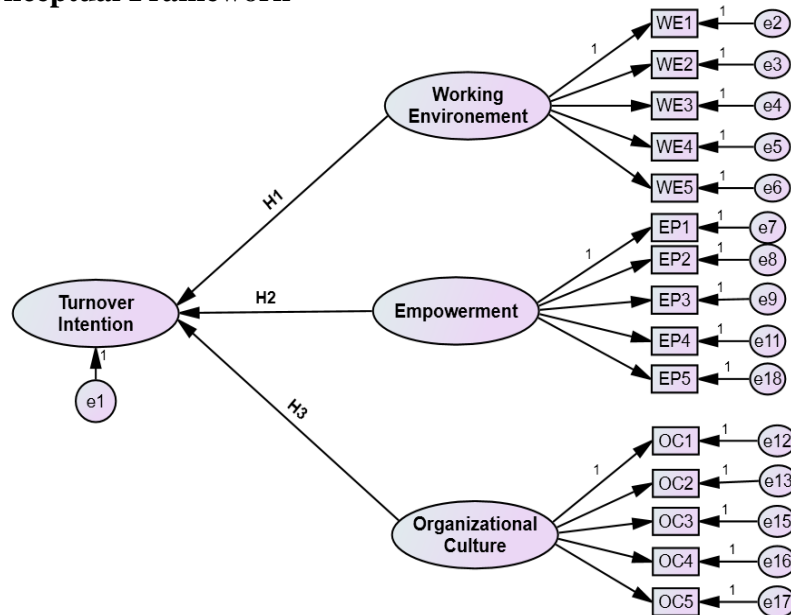 WE1
1
e2
1
WE2
1
e3
Working
Environement
WE3
1
e4
WE4
1
e5
WE5
1
e6
H1
EP1
1
e7
1
EP2
1
e8
Turnover
Intention
H2
Empowerment
EP3
1
e9
EP4
1
e11
1
e1
EP5
1
e18
H3
OC1
1
e12
1
OC2
1
e13
Organizational
Culture
OC3
1
e15
OC4
1
e16
OC5
1
e17